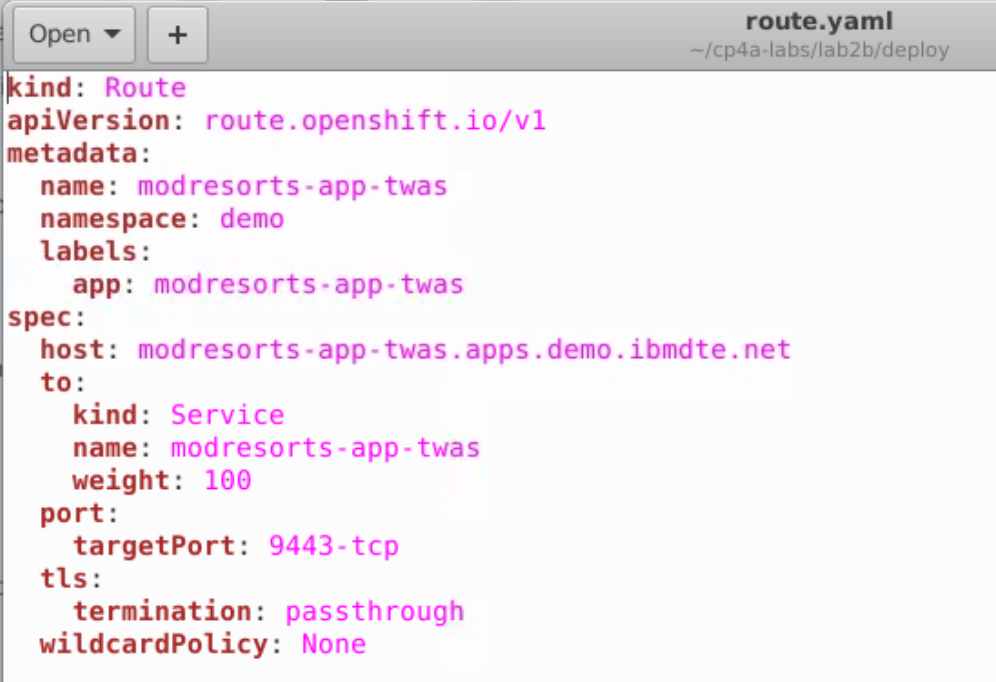 Open
+
route.yaml
~/cp4a-labs/lab2b/deploy
kind: Route
apiVersion: route.openshift.io/v1
metadata:
  name: modresorts-app-twas
  namespace: demo
  labels:
    app: modresorts-app-twas
spec:
  host: modresorts-app-twas.apps.demo.ibmdte.net
  to:
    kind: Service
    name: modresorts-app-twas
    weight: 100
  port:
    targetPort: 9443-tcp
  tls:
    termination: passthrough
  wildcardPolicy: None